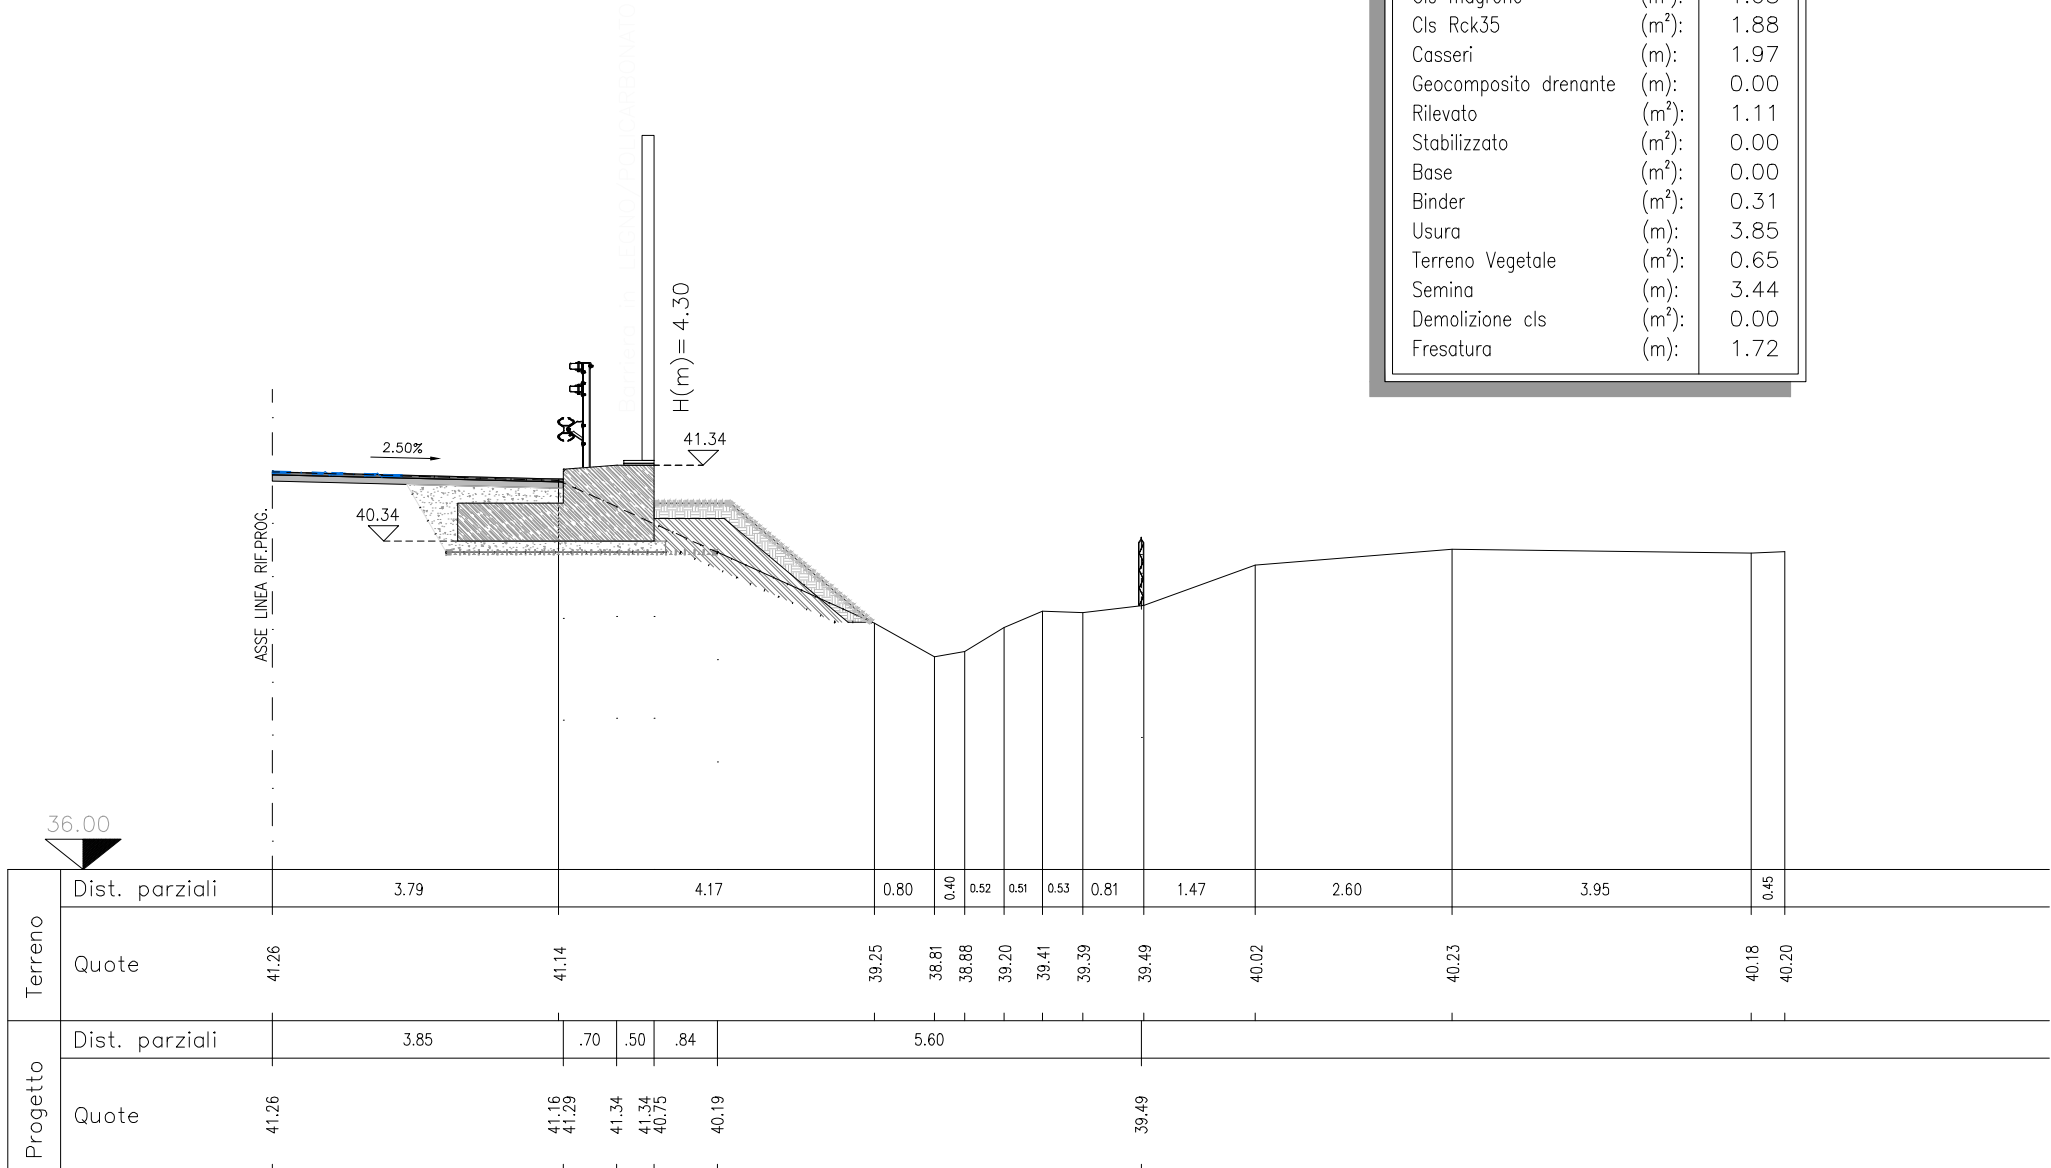 Cls Rck35 (m²): 1.88
Casseri (m): 1.97
Geocomposito drenante (m): 0.00
Rilevato (m²): 1.11
Stabilizzato (m²): 0.00
Base (m²): 0.00
Binder (m²): 0.31
Usura (m): 3.85
Terreno Vegetale (m²): 0.65
Semina (m): 3.44
Demolizione cls (m²): 0.00
Fresatura (m): 1.72
H(m)= 4.30
41.34
2.50%
40.34
ASSE LINEA RIF.PROG.
36.00
Terreno
Dist. parziali 3.79 4.17 0.80 0.40 0.52 0.51 0.53 0.81 1.47 2.60 3.95 0.45
Quote 41.26 41.14 39.25 38.81 38.88 39.20 39.41 39.39 39.49 40.02 40.23 40.18 40.20
Progetto
Dist. parziali 3.85 .70 .50 .84 5.60
Quote 41.26 41.16 41.29 41.34 41.34 40.75 40.19 39.49